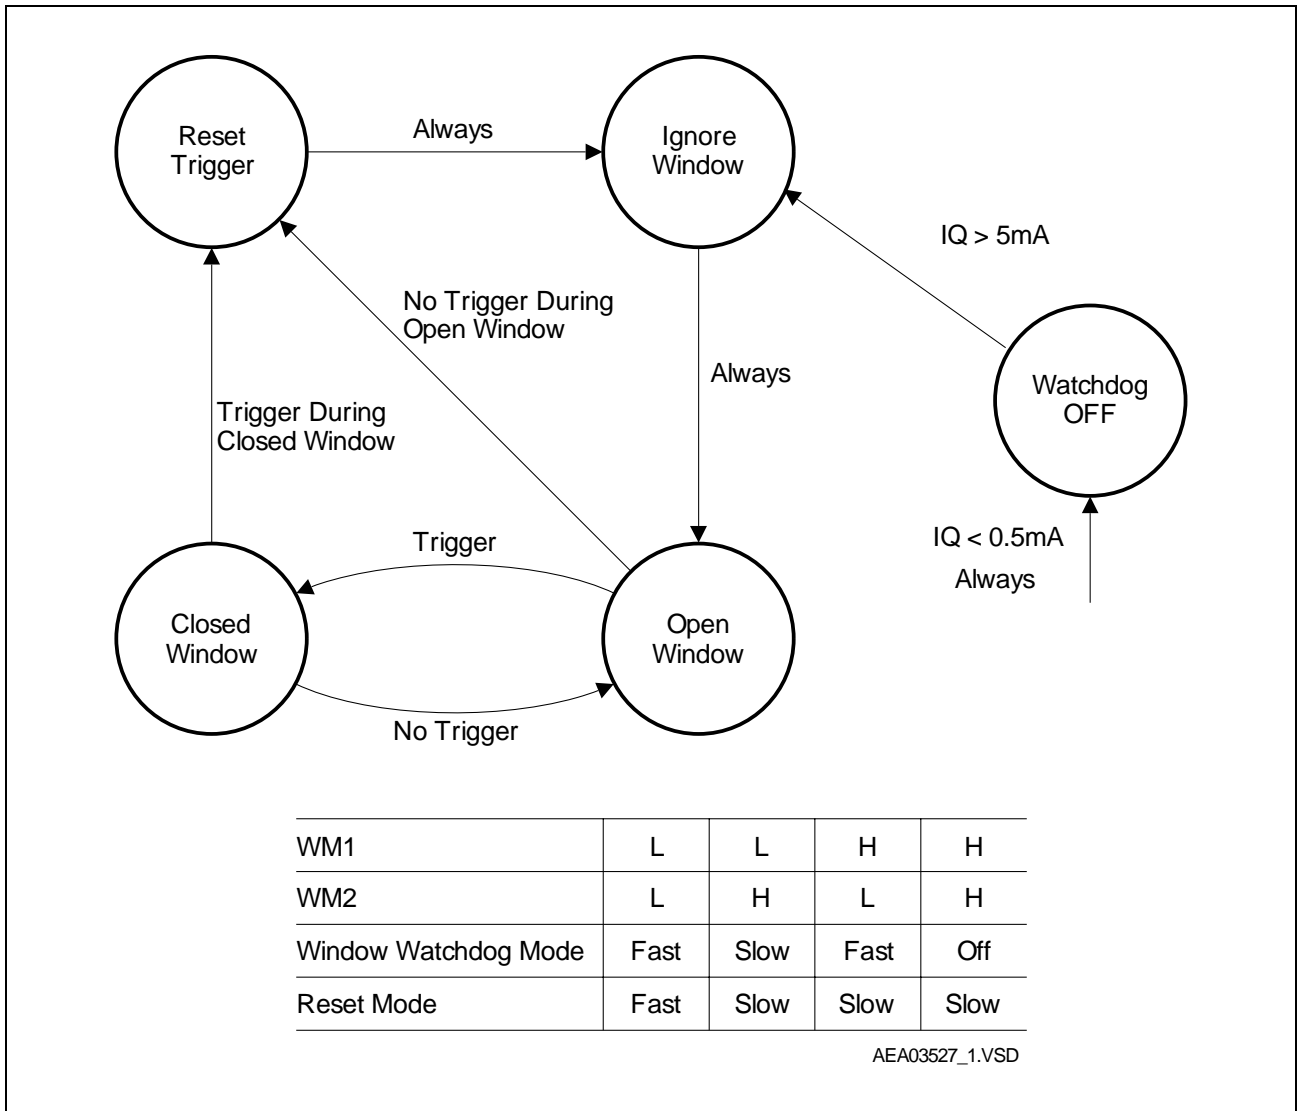 Reset
Trigger
Always
Ignore
Window
IQ > 5mA
No Trigger During
Open Window
Always
Watchdog
OFF
Trigger During
Closed Window
IQ < 0.5mA
Always
Trigger
Closed
Window
Open
Window
No Trigger
WM1 L L H H
WM2 L H L H
Window Watchdog Mode Fast Slow Fast Off
Reset Mode Fast Slow Slow Slow
AEA03527_1.VSD